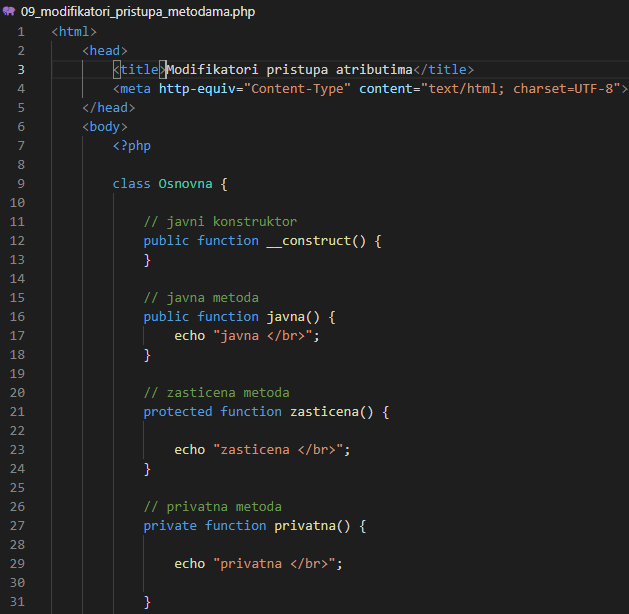 09_modifikatori_pristupa_metodama.php
1 <html>
2 <head>
3 <title>Modifikatori pristupa atributima</title>
4 <meta http-equiv="Content-Type" content="text/html; charset=UTF-8">
5 </head>
6 <body>
7 <?php
8
9 class Osnovna {
10
11 // javni konstruktor
12 public function __construct() {
13 }
14
15 // javna metoda
16 public function javna() {
17 echo "javna </br>";
18 }
19
20 // zasticena metoda
21 protected function zasticena() {
22
23 echo "zasticena </br>";
24 }
25
26 // privatna metoda
27 private function privatna() {
28
29 echo "privatna </br>";
30
31 }